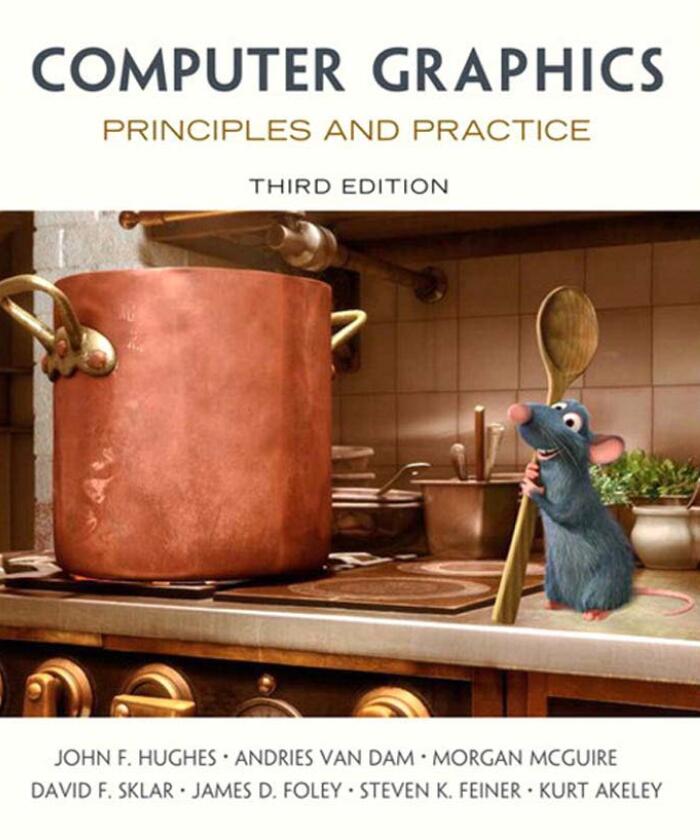 COMPUTER GRAPHICS
PRINCIPLES AND PRACTICE
THIRD EDITION
JOHN F. HUGHES · ANDRIES VAN DAM · MORGAN MCGUIRE
DAVID F. SKLAR · JAMES D. FOLEY · STEVEN K. FEINER · KURT AKELEY